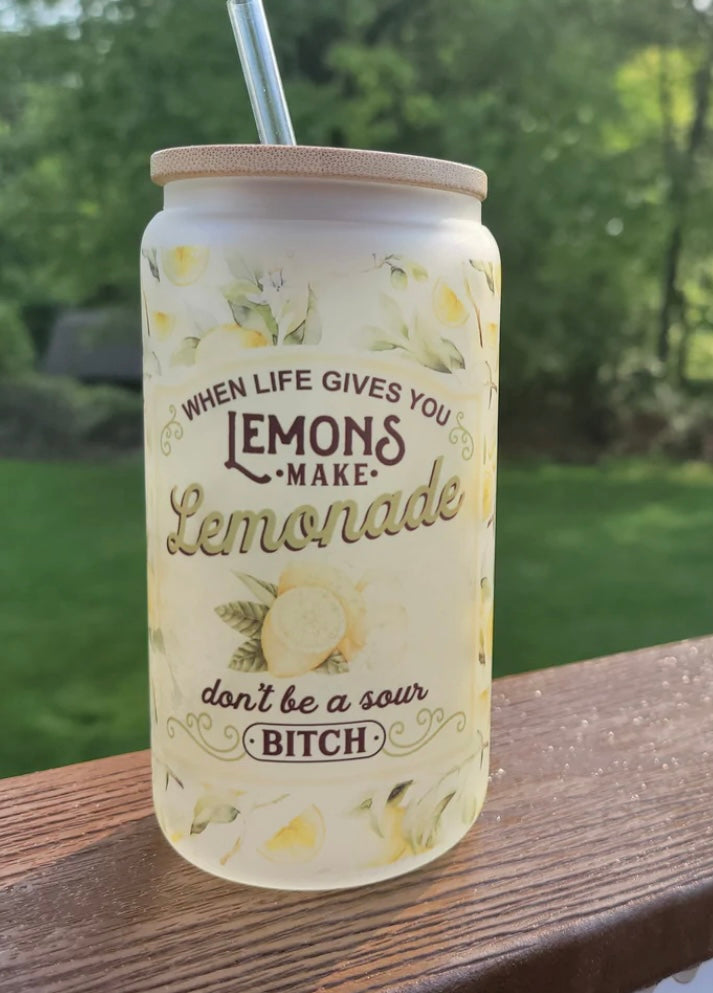 WHEN LIFE GIVES YOU
LEMONS
·MAKE·
Lemonade
don't be a sour
·BITCH·